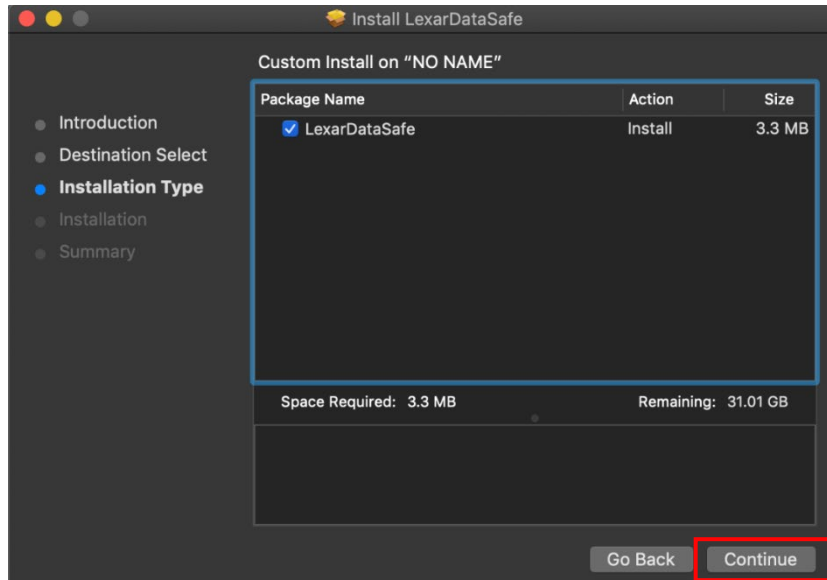 Install LexarDataSafe
Custom Install on “NO NAME”
Introduction
Destination Select
Installation Type
Installation
Summary
Package Name Action Size
LexarDataSafe Install 3.3 MB
Space Required: 3.3 MB Remaining: 31.01 GB
Go Back Continue